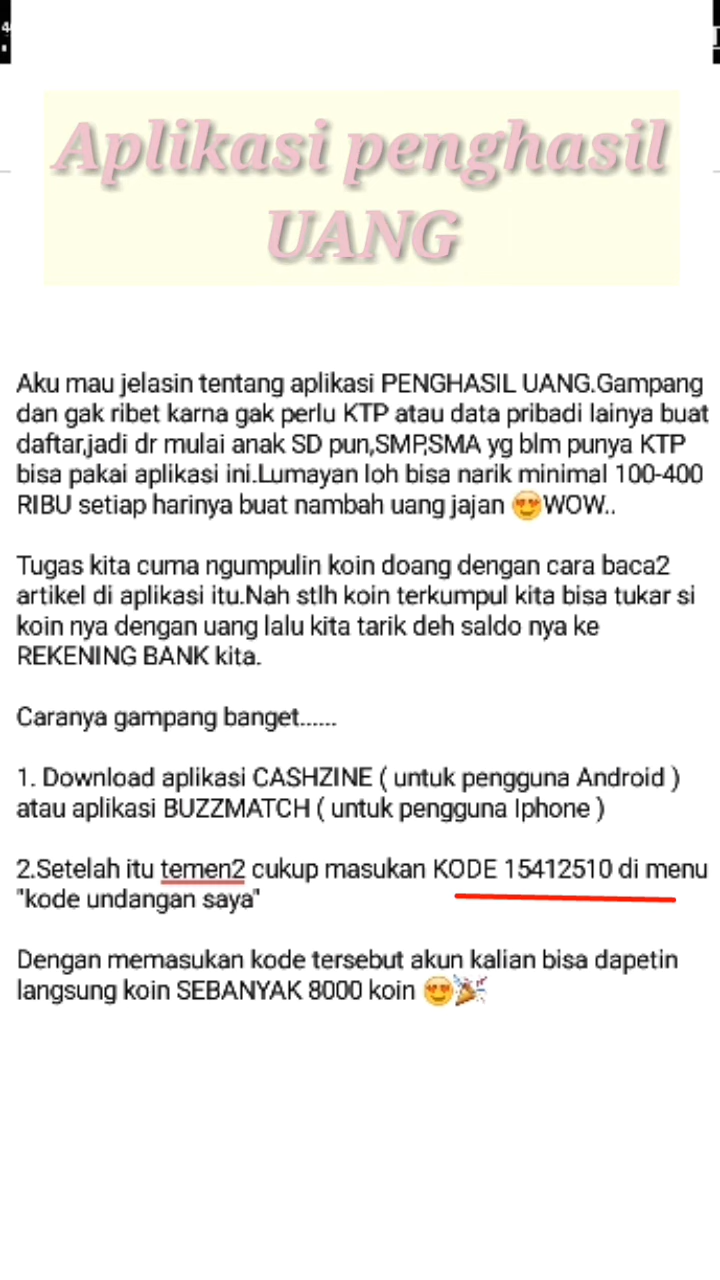 Aplikasi penghasil
UANG
Aku mau jelasin tentang aplikasi PENGHASIL UANG.Gampang
dan gak ribet karna gak perlu KTP atau data pribadi lainya buat
daftar,jadi dr mulai anak SD pun,SMP,SMA yg blm punya KTP
bisa pakai aplikasi ini.Lumayan loh bisa narik minimal 100-400
RIBU setiap harinya buat nambah uang jajan 😍WOW..
Tugas kita cuma ngumpulin koin doang dengan cara baca2
artikel di aplikasi itu.Nah stlh koin terkumpul kita bisa tukar si
koin nya dengan uang lalu kita tarik deh saldo nya ke
REKENING BANK kita.
Caranya gampang banget......
1. Download aplikasi CASHZINE ( untuk pengguna Android )
atau aplikasi BUZZMATCH ( untuk pengguna Iphone )
2.Setelah itu temen2 cukup masukan KODE 15412510 di menu
"kode undangan saya"
Dengan memasukan kode tersebut akun kalian bisa dapetin
langsung koin SEBANYAK 8000 koin 😍🎉